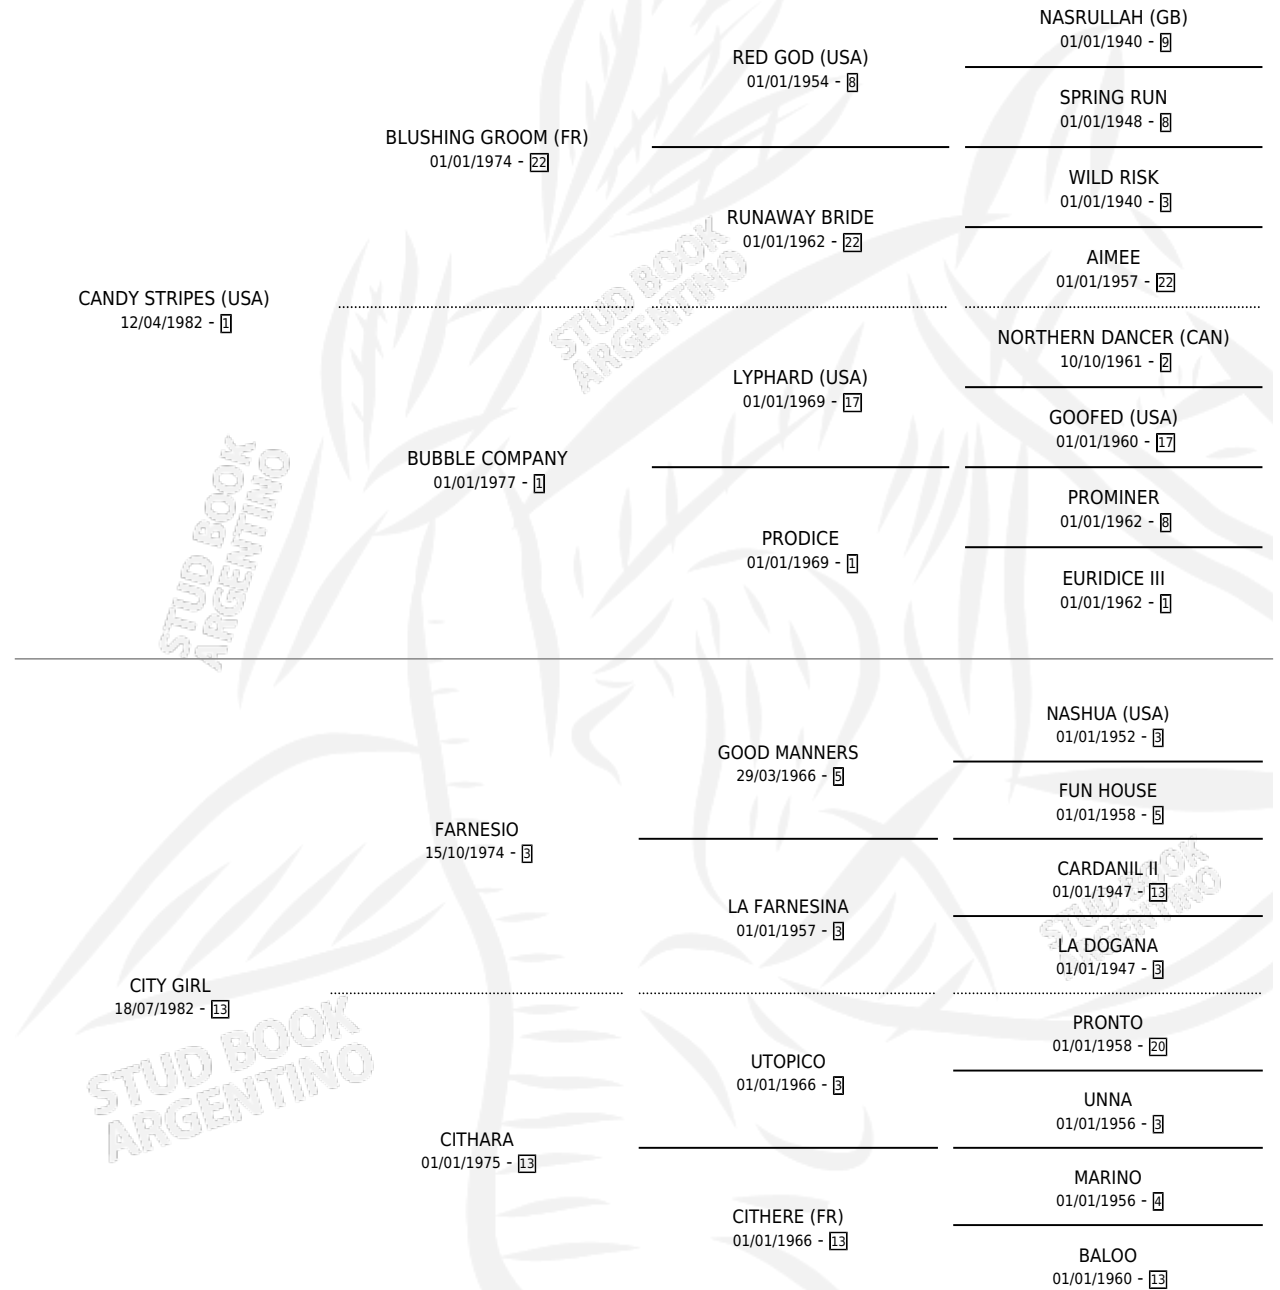 NASRULLAH (GB)
01/01/1940 - 9
RED GOD (USA)
01/01/1954 - 8
SPRING RUN
01/01/1948 - 8
BLUSHING GROOM (FR)
01/01/1974 - 22
WILD RISK
01/01/1940 - 3
RUNAWAY BRIDE
01/01/1962 - 22
AIMEE
01/01/1957 - 22
CANDY STRIPES (USA)
12/04/1982 - 1
NORTHERN DANCER (CAN)
10/10/1961 - 2
LYPHARD (USA)
01/01/1969 - 17
GOOFED (USA)
01/01/1960 - 17
BUBBLE COMPANY
01/01/1977 - 1
PROMINER
01/01/1962 - 8
PRODICE
01/01/1969 - 1
EURIDICE III
01/01/1962 - 1
NASHUA (USA)
01/01/1952 - 3
GOOD MANNERS
29/03/1966 - 5
FUN HOUSE
01/01/1958 - 5
FARNESIO
15/10/1974 - 3
CARDANIL II
01/01/1947 - 13
LA FARNESINA
01/01/1957 - 3
LA DOGANA
01/01/1947 - 3
CITY GIRL
18/07/1982 - 13
PRONTO
01/01/1958 - 20
UTOPICO
01/01/1966 - 3
UNNA
01/01/1956 - 3
CITHARA
01/01/1975 - 13
MARINO
01/01/1956 - 4
CITHERE (FR)
01/01/1966 - 13
BALOO
01/01/1960 - 13
STUD BOOK
ARGENTINO
STUD BOOK
ARGENTINO
STUD BOOK
ARGENTINO
STUD BOOK
ARGENTINO